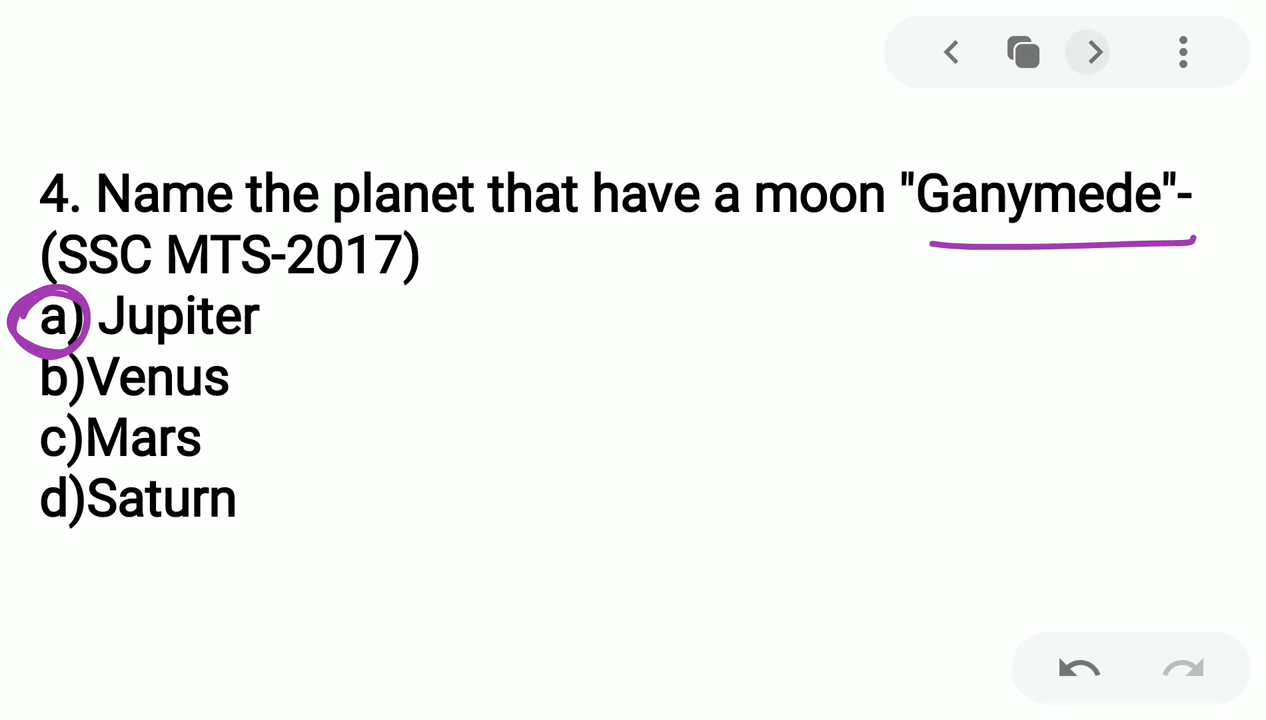 4. Name the planet that have a moon "Ganymede"-
(SSC MTS-2017)
a) Jupiter
b)Venus
c)Mars
d)Saturn